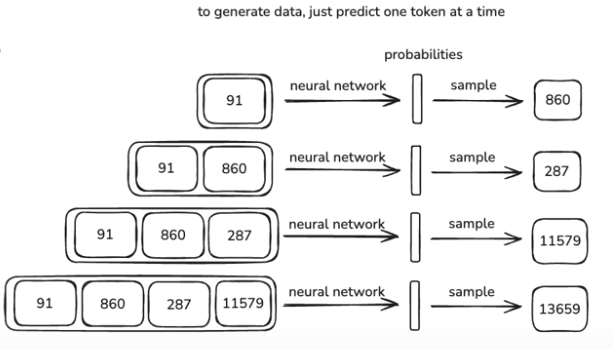 to generate data, just predict one token at a time
probabilities
91 neural network sample 860
91 860 neural network sample 287
91 860 287 neural network sample 11579
91 860 287 11579 neural network sample 13659